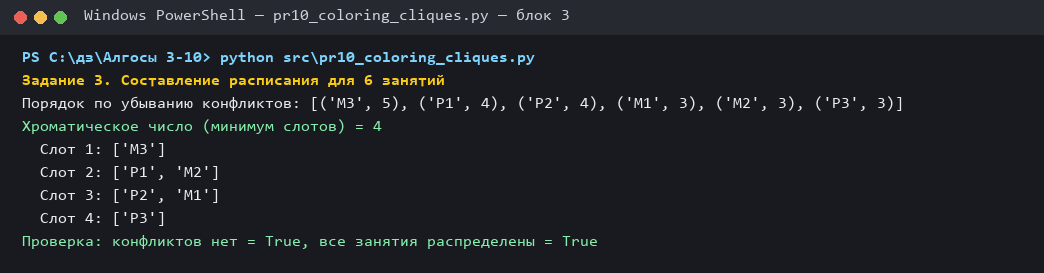 Windows PowerShell — pr10_coloring_cliques.py — блок 3
PS C:\дз\Алгосы 3-10> python src\pr10_coloring_cliques.py
Задание 3. Составление расписания для 6 занятий
Порядок по убыванию конфликтов: [('M3', 5), ('P1', 4), ('P2', 4), ('M1', 3), ('M2', 3), ('P3', 3)]
Хроматическое число (минимум слотов) = 4
Слот 1: ['M3']
Слот 2: ['P1', 'M2']
Слот 3: ['P2', 'M1']
Слот 4: ['P3']
Проверка: конфликтов нет = True, все занятия распределены = True